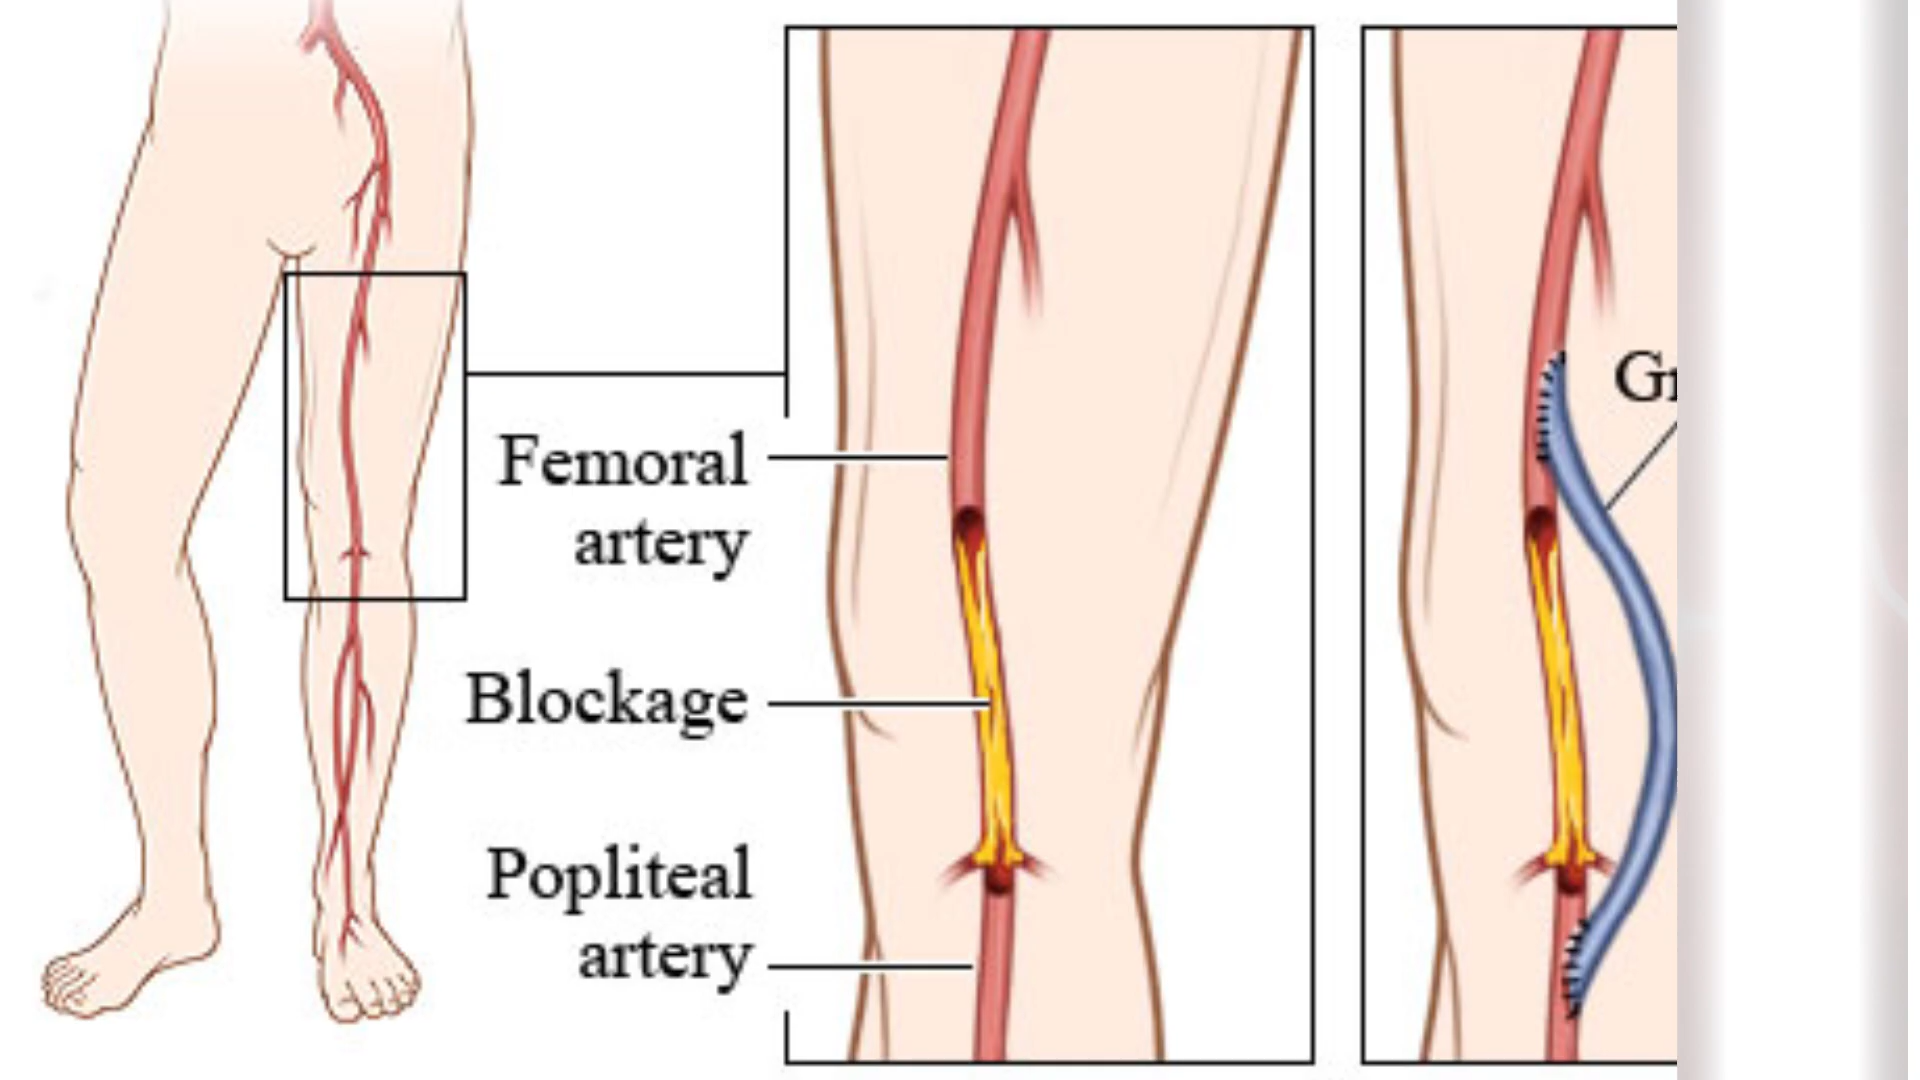 Femoral
artery
Blockage
Popliteal
artery